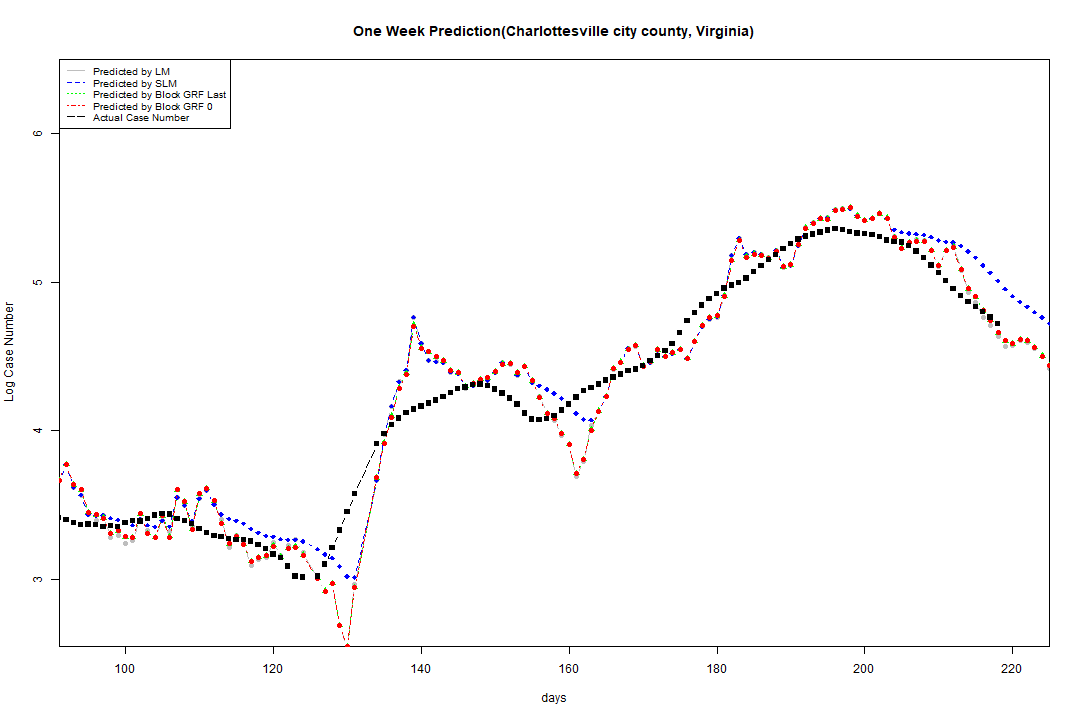 One Week Prediction(Charlottesville city county, Virginia)
Predicted by LM
Predicted by SLM
Predicted by Block GRF Last
Predicted by Block GRF 0
Actual Case Number
6
5
4
3
Log Case Number
100 120 140 160 180 200 220
days